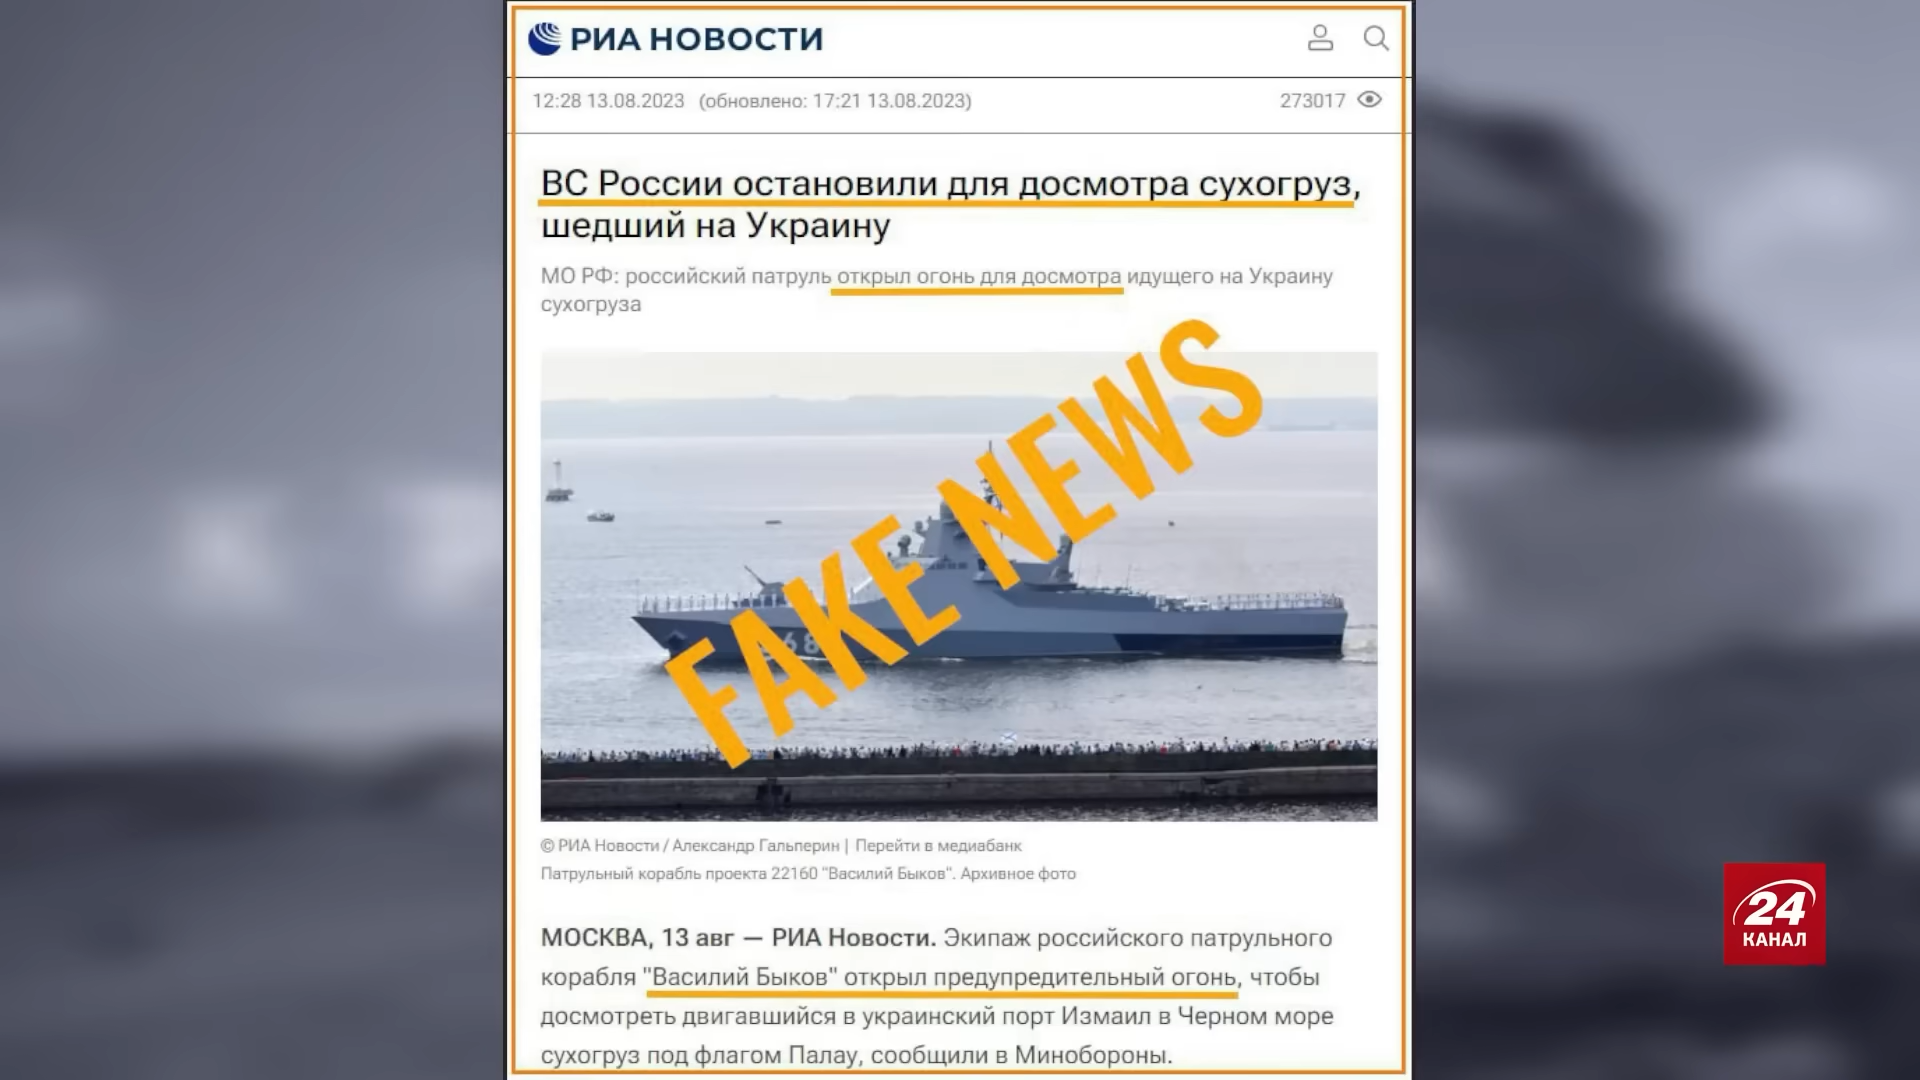 РИА НОВОСТИ
12:28 13.08.2023 (обновлено: 17:21 13.08.2023)
273017
ВС России остановили для досмотра сухогруз,
шедший на Украину
МО РФ: российский патруль открыл огонь для досмотра идущего на Украину
сухогруза
FAKE NEWS
68
© РИА Новости / Александр Гальперин | Перейти в медиабанк
Патрульный корабль проекта 22160 "Василий Быков". Архивное фото
МОСКВА, 13 авг — РИА Новости. Экипаж российского патрульного
корабля "Василий Быков" открыл предупредительный огонь, чтобы
досмотреть двигавшийся в украинский порт Измаил в Черном море
сухогруз под флагом Палау, сообщили в Минобороны.
24
КАНАЛ